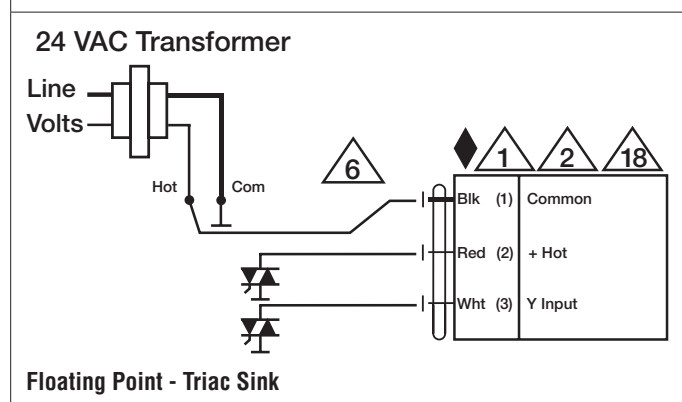 24 VAC Transformer
Line
Volts
Hot
Com
6
1
2
18
Blk (1) Common
Red (2) + Hot
Wht (3) Y Input
Floating Point - Triac Sink